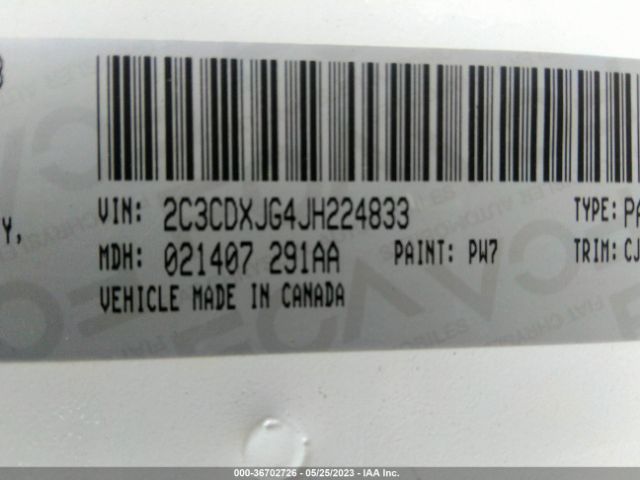 VIN: 2C3CDXJG4JH224833 TYPE: PA
Y,
MDH: 021407 291AA PAINT: PW7 TRIM: CJ
VEHICLE MADE IN CANADA
000-36702726 - 05/25/2023 - IAA Inc.